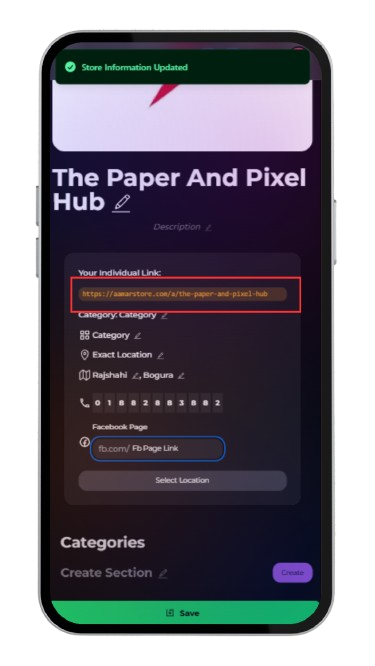 Store Information Updated
The Paper And Pixel
Hub
Description
Your Individual Link:
https://aamarstore.com/a/the-paper-and-pixel-hub
Category: Category
Category
Exact Location
Rajshahi , Bogura
0 1 8 8 2 8 8 3 8 8 2
Facebook Page
fb.com/ Fb Page Link
Select Location
Categories
Create Section
Create
Save